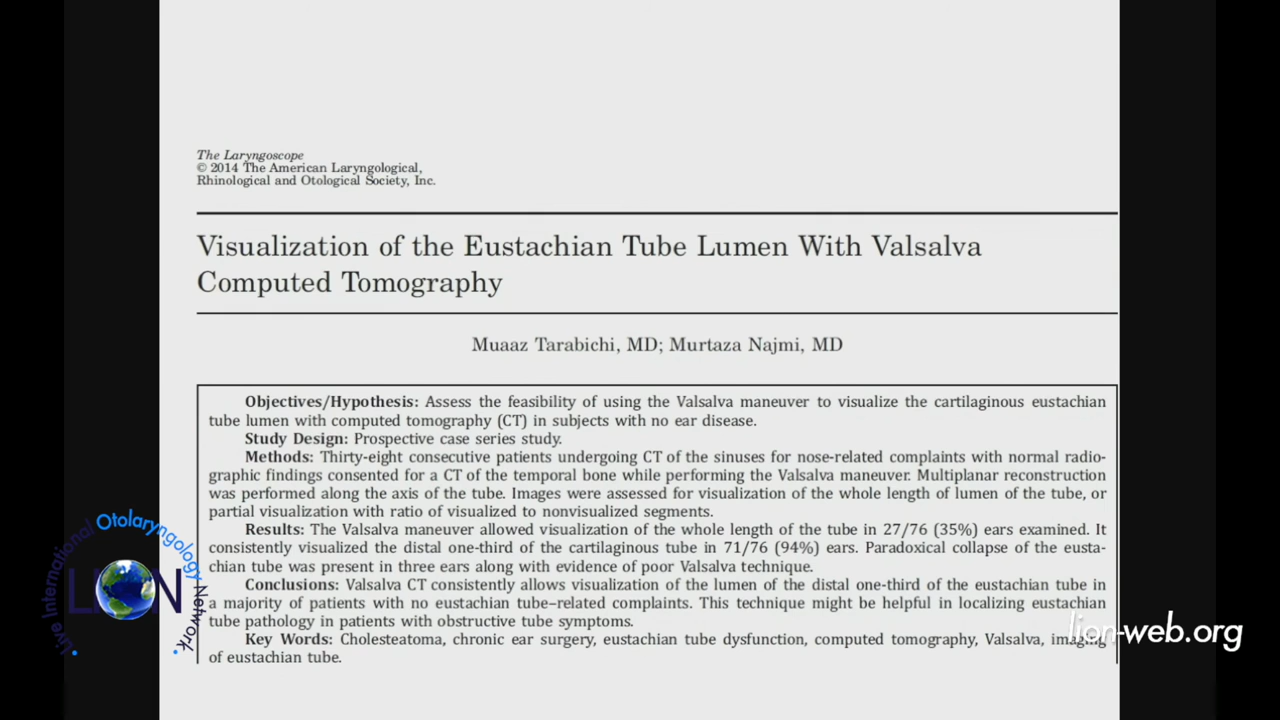 The Laryngoscope
© 2014 The American Laryngological,
Rhinological and Otological Society, Inc.
Visualization of the Eustachian Tube Lumen With Valsalva
Computed Tomography
Muaaz Tarabichi, MD; Murtaza Najmi, MD
Objectives/Hypothesis: Assess the feasibility of using the Valsalva maneuver to visualize the cartilaginous eustachian
tube lumen with computed tomography (CT) in subjects with no ear disease.
Study Design: Prospective case series study.
Methods: Thirty-eight consecutive patients undergoing CT of the sinuses for nose-related complaints with normal radio-
graphic findings consented for a CT of the temporal bone while performing the Valsalva maneuver. Multiplanar reconstruction
was performed along the axis of the tube. Images were assessed for visualization of the whole length of lumen of the tube, or
partial visualization with ratio of visualized to nonvisualized segments.
Results: The Valsalva maneuver allowed visualization of the whole length of the tube in 27/76 (35%) ears examined. It
consistently visualized the distal one-third of the cartilaginous tube in 71/76 (94%) ears. Paradoxical collapse of the eusta-
chian tube was present in three ears along with evidence of poor Valsalva technique.
Conclusions: Valsalva CT consistently allows visualization of the lumen of the distal one-third of the eustachian tube in
a majority of patients with no eustachian tube–related complaints. This technique might be helpful in localizing eustachian
tube pathology in patients with obstructive tube symptoms.
Key Words: Cholesteatoma, chronic ear surgery, eustachian tube dysfunction, computed tomography, Valsalva, imaging
of eustachian tube.
Live International Otolaryngology Network
LION
lion-web.org